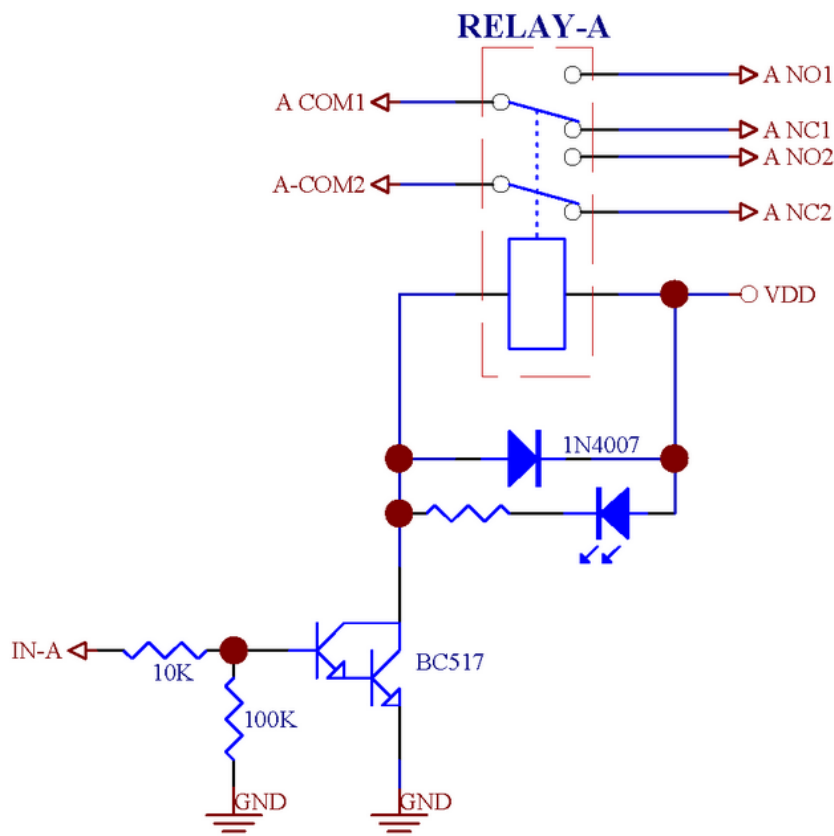 RELAY-A
A NO1
A COM1
A NC1
A NO2
A-COM2
A NC2
VDD
1N4007
IN-A
10K
BC517
100K
GND
GND